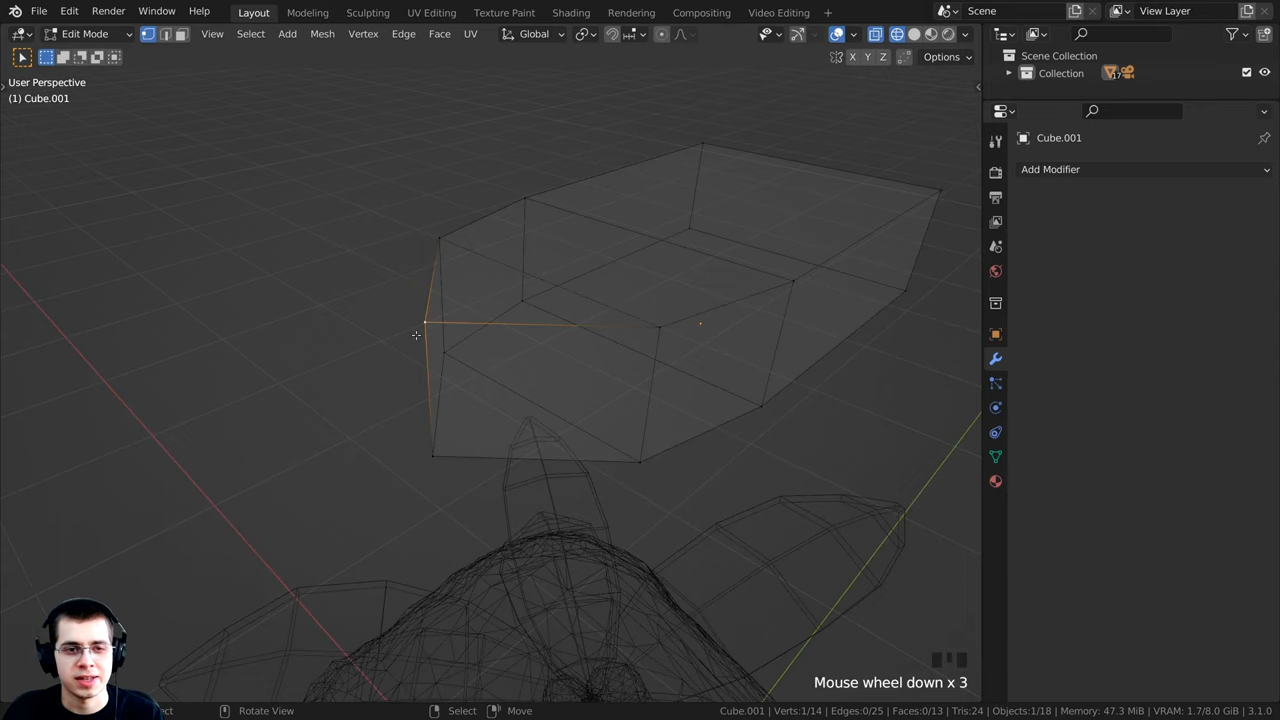 File Edit Render Window Help Layout Modeling Sculpting UV Editing Texture Paint Shading Animation Rendering Compositing Video Editing Scene View Layer
Edit Mode View Select Add Mesh Vertex Edge Face UV Global
X Y Z Options
User Perspective
(1) Cube.001
Scene Collection
Collection 17
Cube.001
Add Modifier
Mouse wheel down x 3
ect Rotate View Select Move Cube.001 | Verts:1/14 | Edges:0/25 | Faces:0/13 | Tris:24 | Objects:1/18 | Memory: 47.3 MiB | VRAM: 1.7/8.0 GiB | 3.1.0